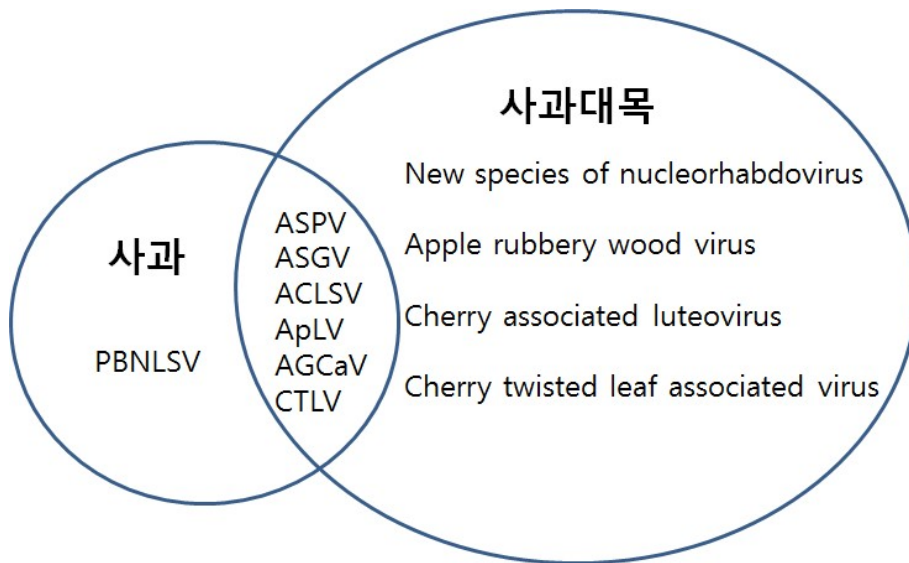 사과
PBNLSV
ASPV
ASGV
ACLSV
ApLV
AGCaV
CTLV
사과대목
New species of nucleorhabdovirus
Apple rubbery wood virus
Cherry associated luteovirus
Cherry twisted leaf associated virus